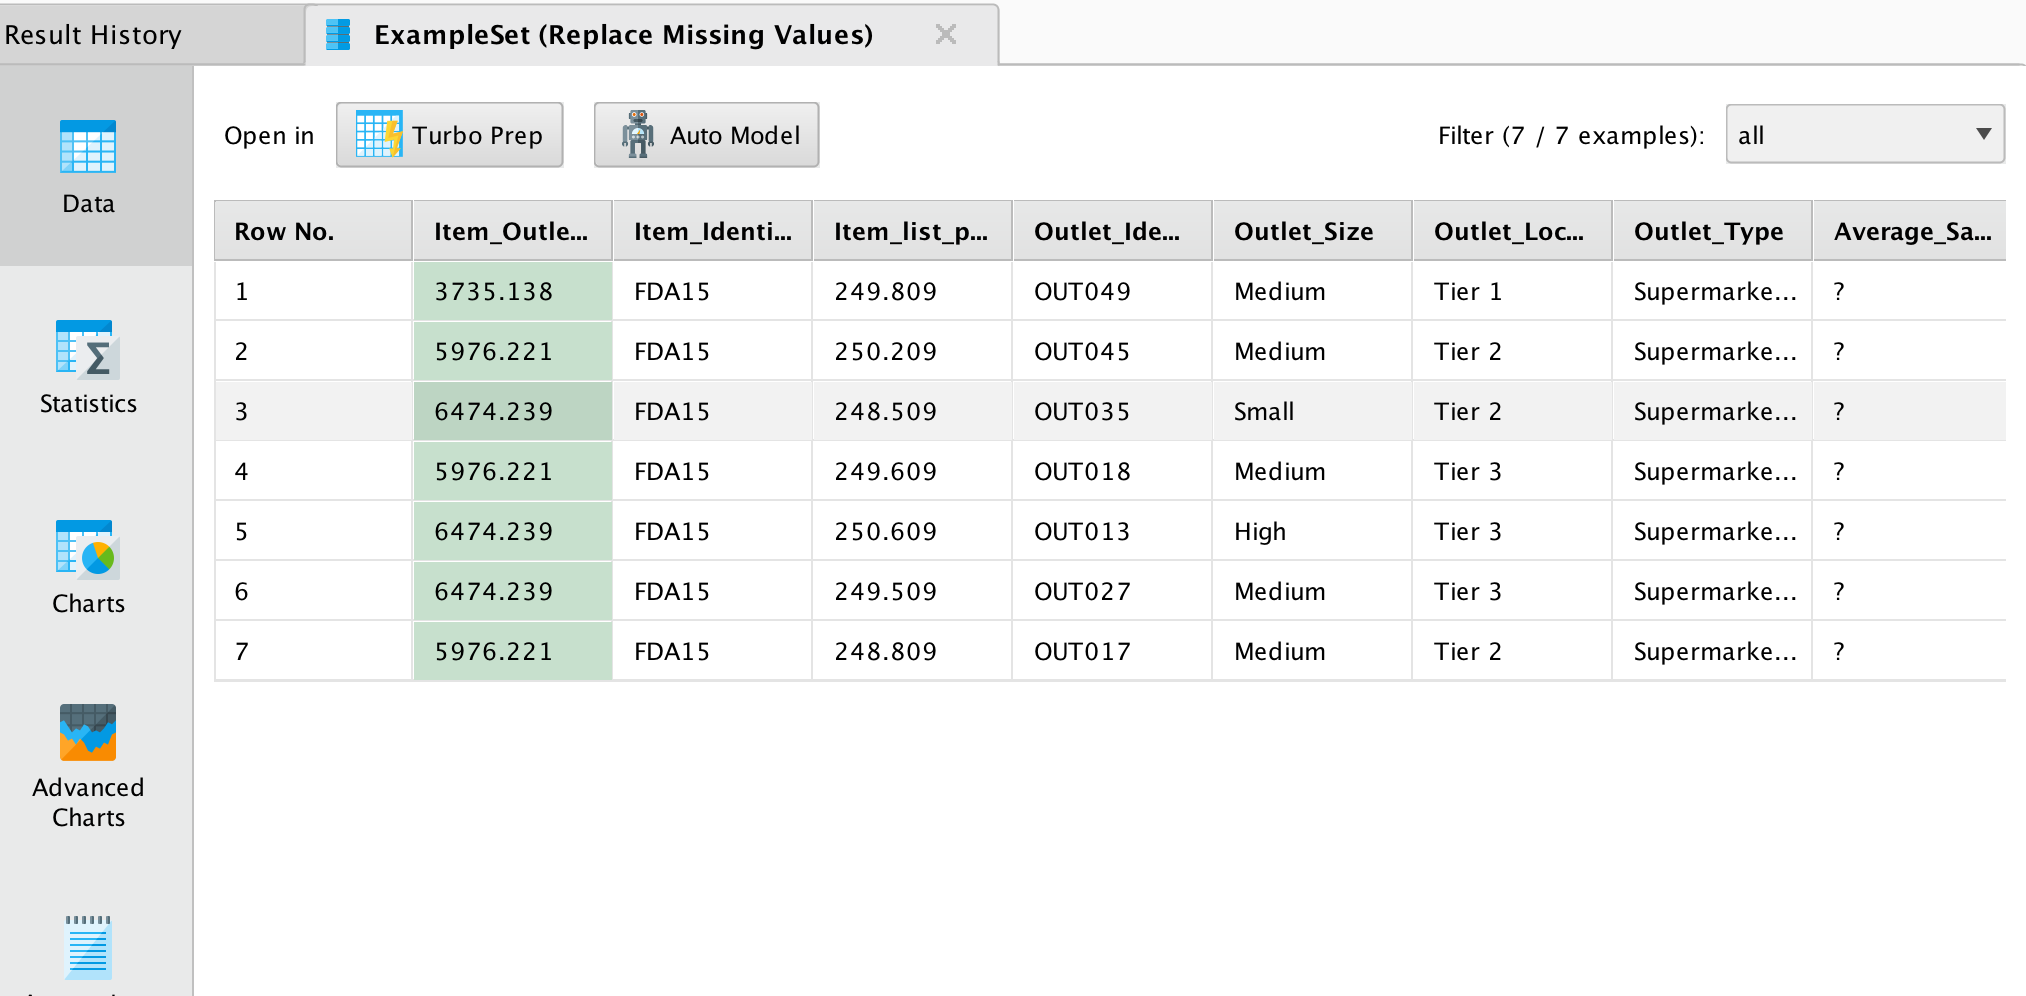 Result History
ExampleSet (Replace Missing Values)
Open in Turbo Prep Auto Model Filter (7 / 7 examples): all
Data
Statistics
Charts
Advanced
Charts
Row No. Item_Outle... Item_Identi... Item_list_p... Outlet_Ide... Outlet_Size Outlet_Loc... Outlet_Type Average_Sa...
1 3735.138 FDA15 249.809 OUT049 Medium Tier 1 Supermarke... ?
2 5976.221 FDA15 250.209 OUT045 Medium Tier 2 Supermarke... ?
3 6474.239 FDA15 248.509 OUT035 Small Tier 2 Supermarke... ?
4 5976.221 FDA15 249.609 OUT018 Medium Tier 3 Supermarke... ?
5 6474.239 FDA15 250.609 OUT013 High Tier 3 Supermarke... ?
6 6474.239 FDA15 249.509 OUT027 Medium Tier 3 Supermarke... ?
7 5976.221 FDA15 248.809 OUT017 Medium Tier 2 Supermarke... ?